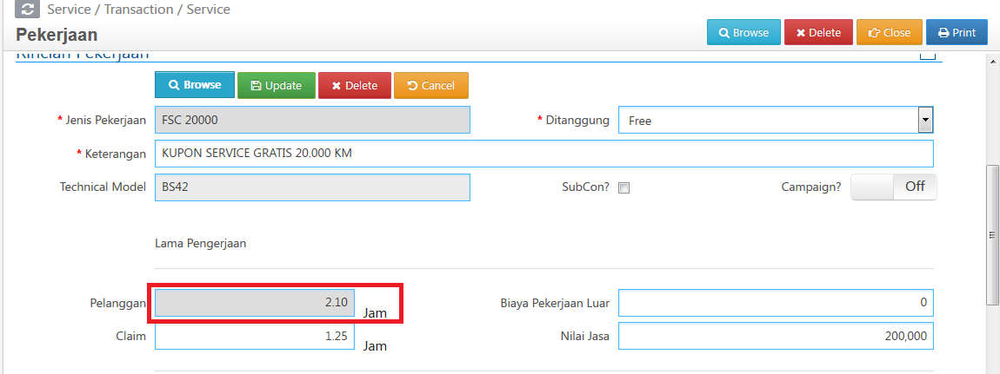 Service / Transaction / Service
Pekerjaan
Browse Delete Close Print
Rincian Pekerjaan
Browse Update Delete Cancel
* Jenis Pekerjaan FSC 20000 * Ditanggung Free
* Keterangan KUPON SERVICE GRATIS 20.000 KM
Technical Model BS42 SubCon? Campaign? Off
Lama Pengerjaan
Pelanggan 2.10 Jam Biaya Pekerjaan Luar 0
Claim 1.25 Jam Nilai Jasa 200,000